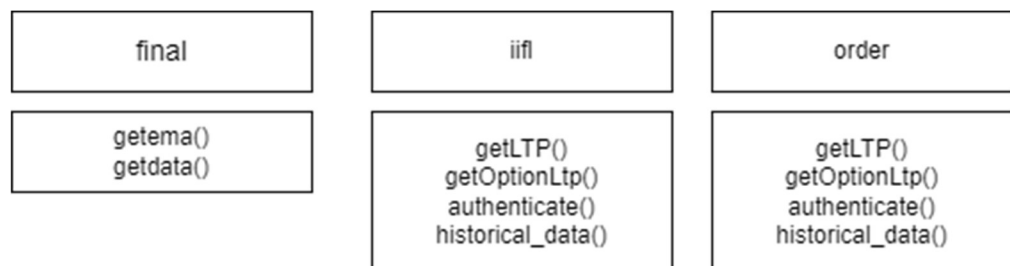 final
getema()
getdata()
iifl
getLTP()
getOptionLtp()
authenticate()
historical_data()
order
getLTP()
getOptionLtp()
authenticate()
historical_data()